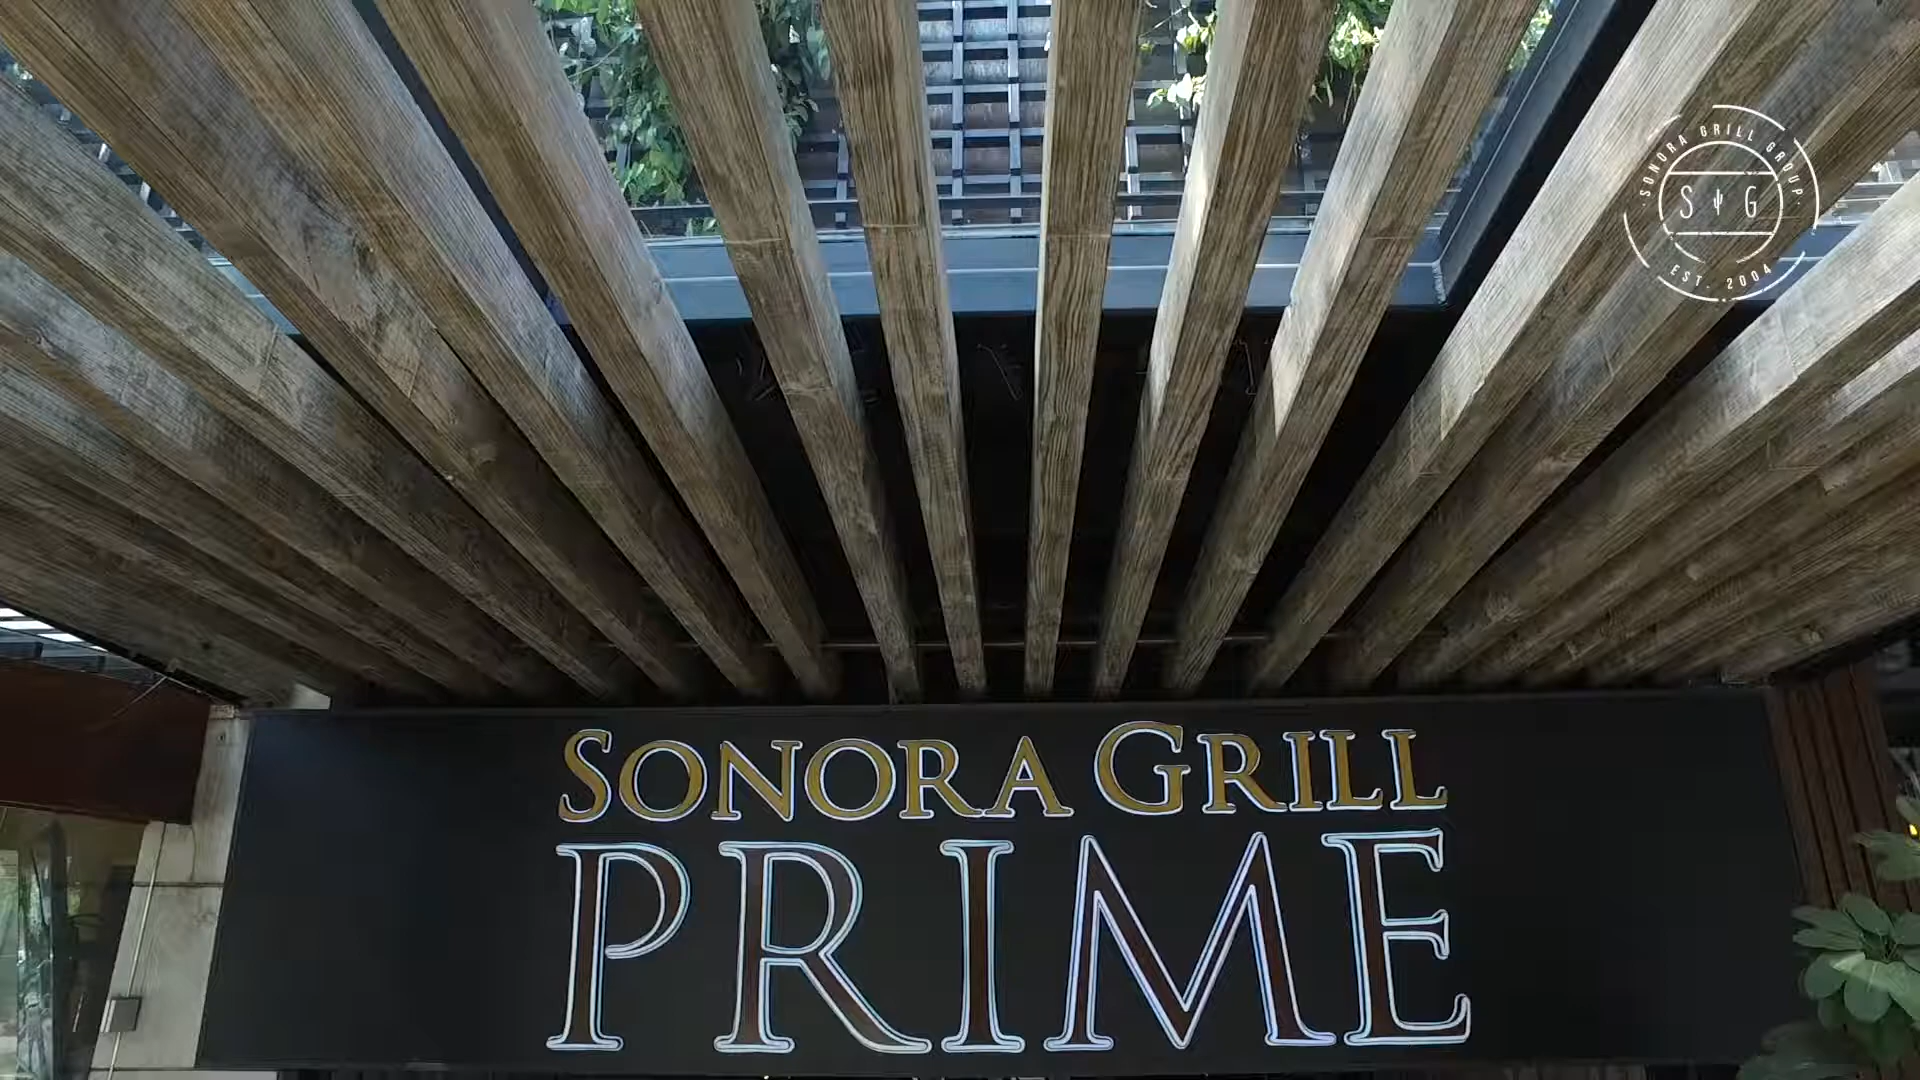 SONORA GRILL GROUP
S G
EST. 2004
SONORA GRILL
PRIME